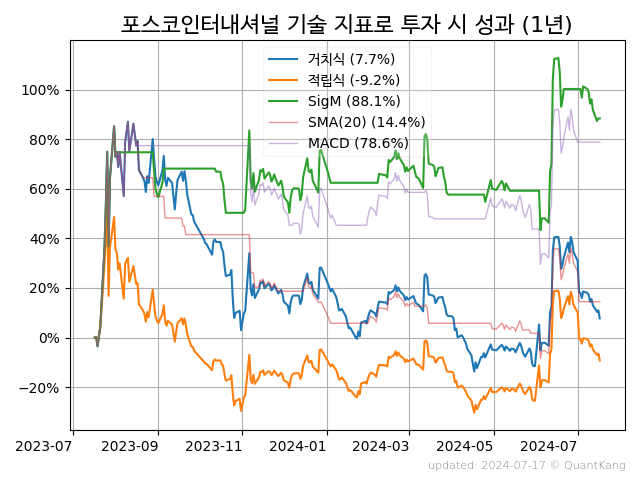 포스코인터내셔널 기술 지표로 투자 시 성과 (1년)
거치식 (7.7%)
적립식 (-9.2%)
SigM (88.1%)
SMA(20) (14.4%)
MACD (78.6%)
100%
80%
60%
40%
20%
0%
−20%
2023-07 2023-09 2023-11 2024-01 2024-03 2024-05 2024-07
updated: 2024-07-17 © QuantKang